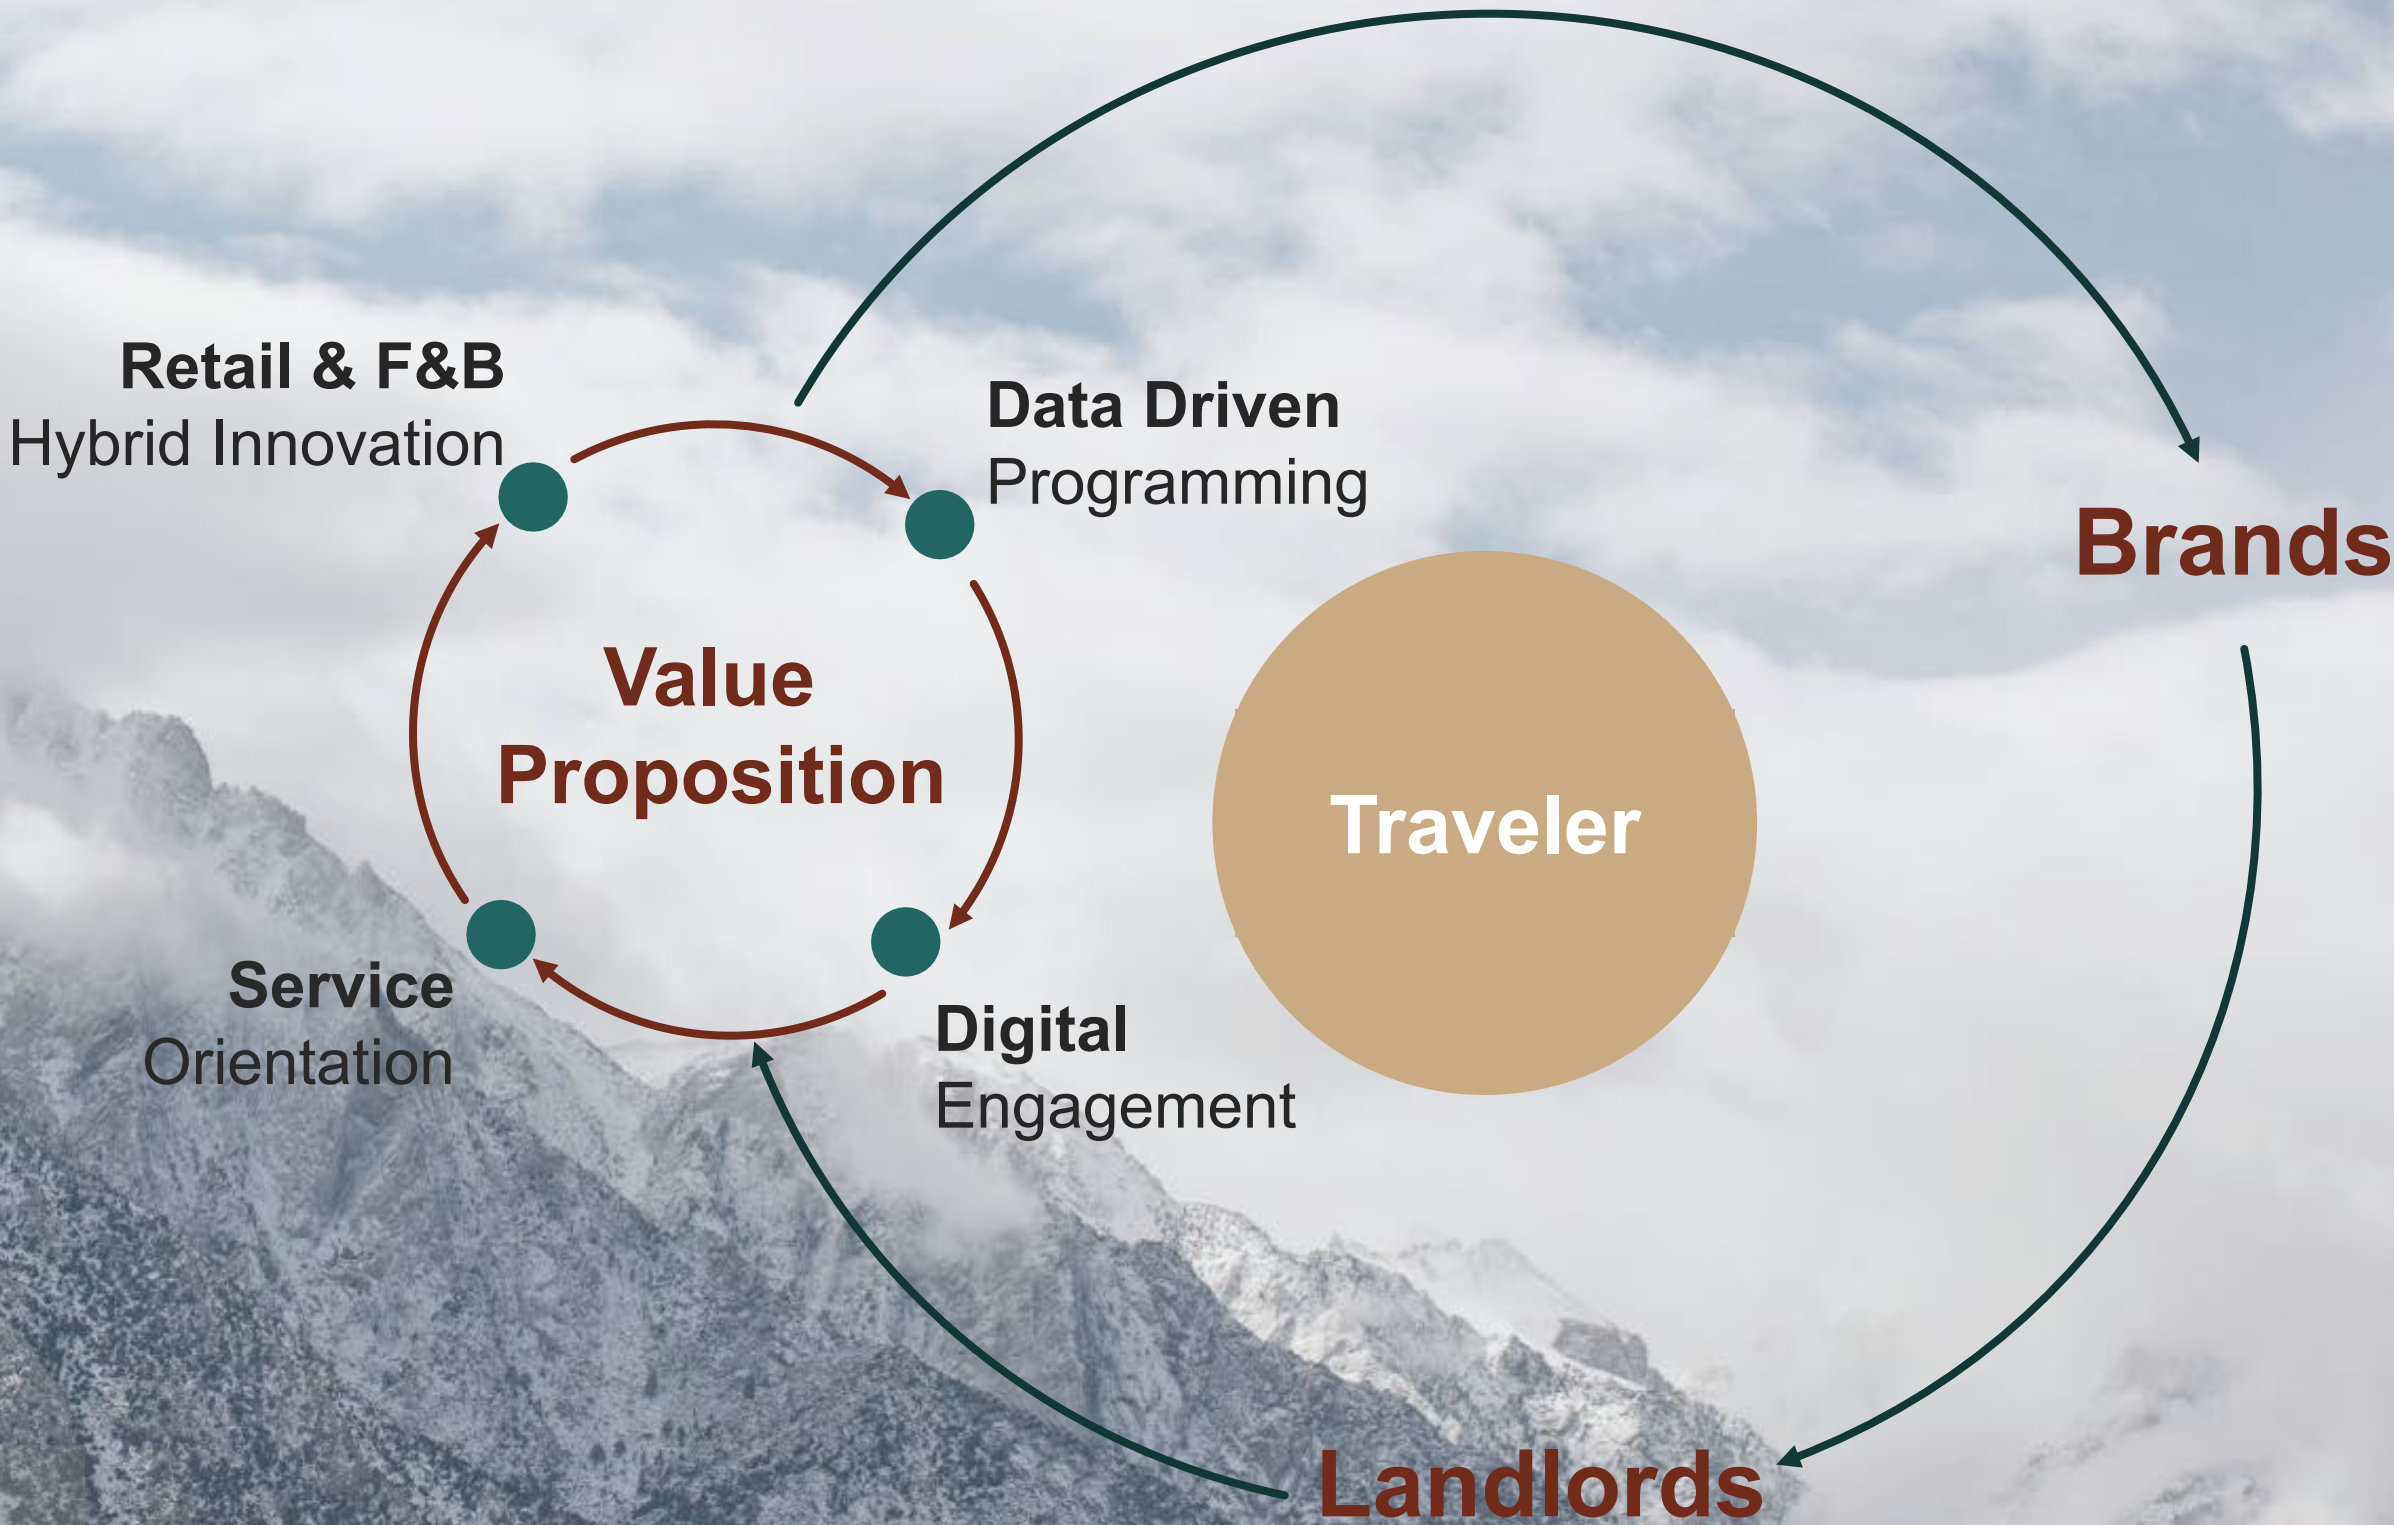 Retail & F&B
Hybrid Innovation
Data Driven
Programming
Brands
Value
Proposition
Traveler
Service
Orientation
Digital
Engagement
Landlords